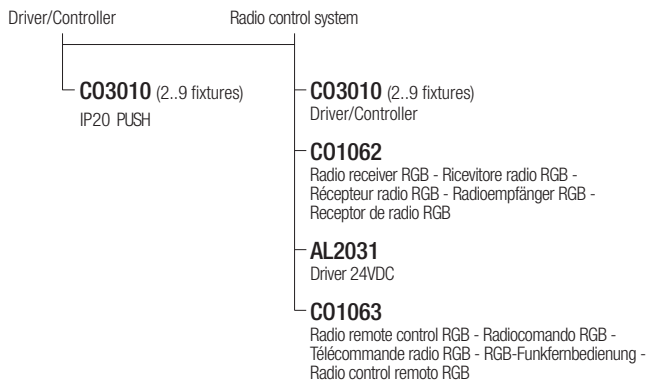 Driver/Controller
Radio control system
CO3010 (2..9 fixtures)
IP20 PUSH
CO3010 (2..9 fixtures)
Driver/Controller
CO1062
Radio receiver RGB - Ricevitore radio RGB -
Récepteur radio RGB - Radioempfänger RGB -
Receptor de radio RGB
AL2031
Driver 24VDC
CO1063
Radio remote control RGB - Radiocomando RGB -
Télécommande radio RGB - RGB-Funkfernbedienung -
Radio control remoto RGB